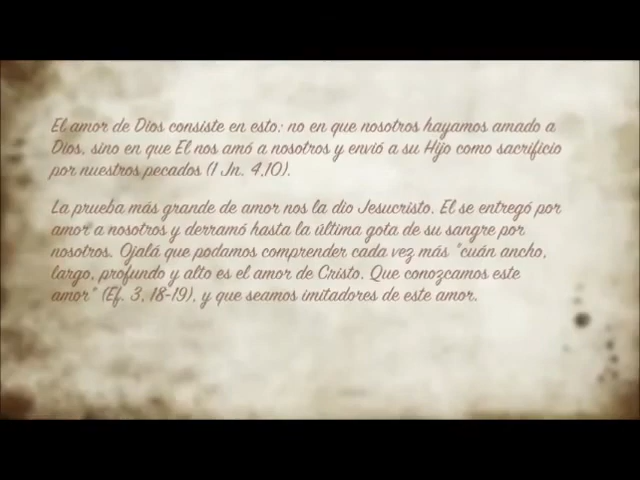 El amor de Dios consiste en esto: no en que nosotros hayamos amado a
Dios, sino en que El nos amó a nosotros y envió a su Hijo como sacrificio
por nuestros pecados (1 Jn. 4,10).
La prueba más grande de amor nos la dio Jesucristo. El se entregó por
amor a nosotros y derramó hasta la última gota de su sangre por
nosotros. Ojalá que podamos comprender cada vez más "cuán ancho,
largo, profundo y alto es el amor de Cristo. Que conozcamos este
amor" (Ef. 3, 18-19), y que seamos imitadores de este amor.